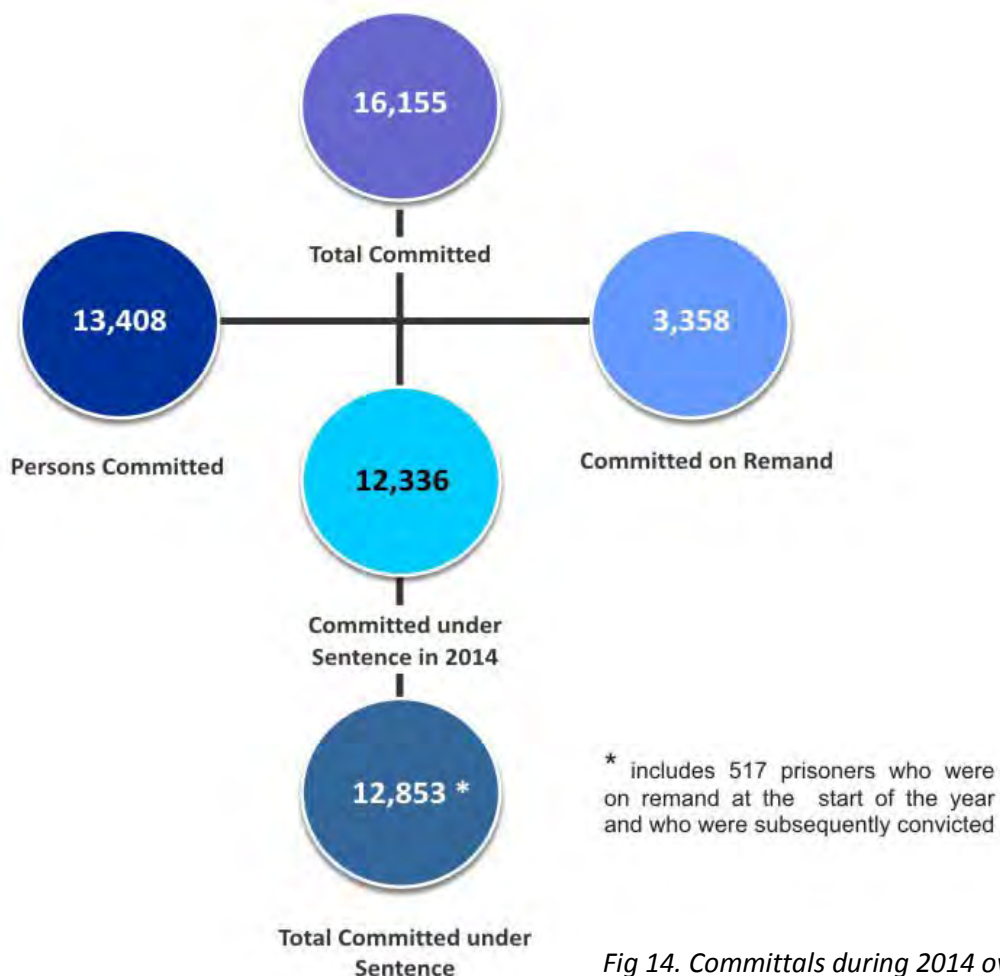 16,155
Total Committed
13,408
Persons Committed
3,358
Committed on Remand
12,336
Committed under
Sentence in 2014
12,853 *
Total Committed under
Sentence
* includes 517 prisoners who were
on remand at the start of the year
and who were subsequently convicted
Fig 14. Committals during 2014 ov